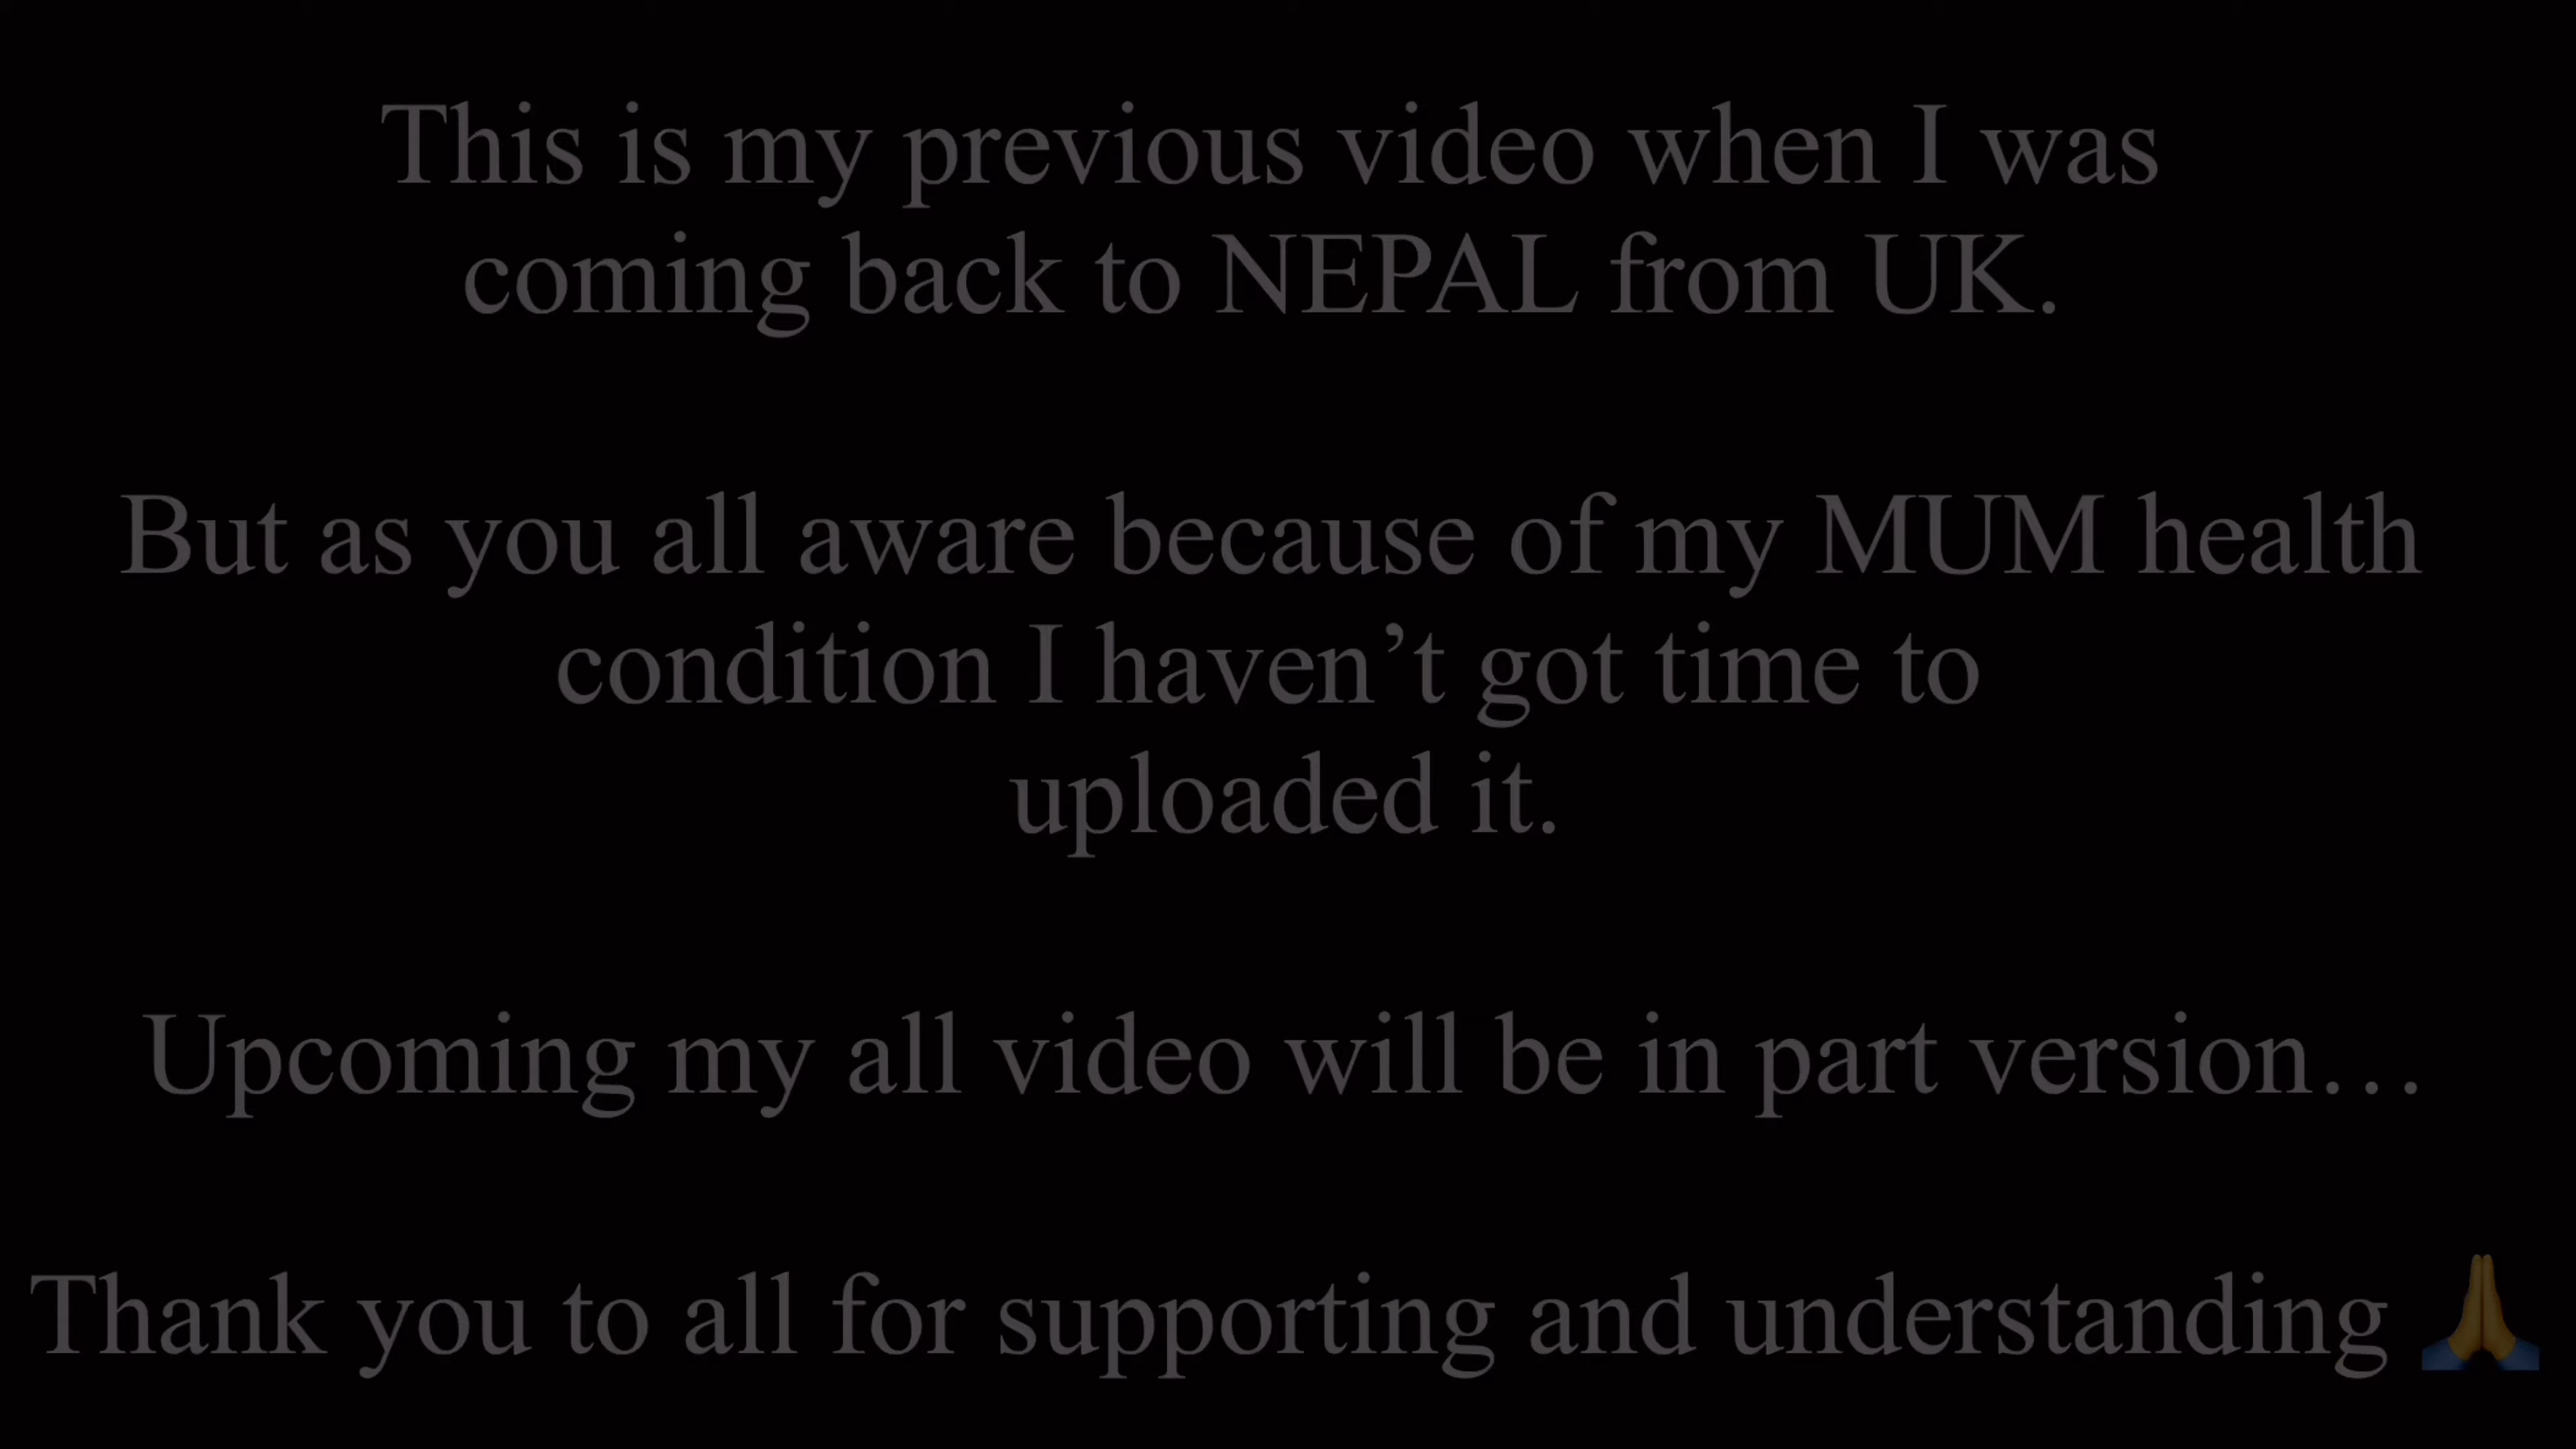 This is my previous video when I was
coming back to NEPAL from UK.
But as you all aware because of my MUM health
condition I haven’t got time to
uploaded it.
Upcoming my all video will be in part version…
Thank you to all for supporting and understanding 🙏